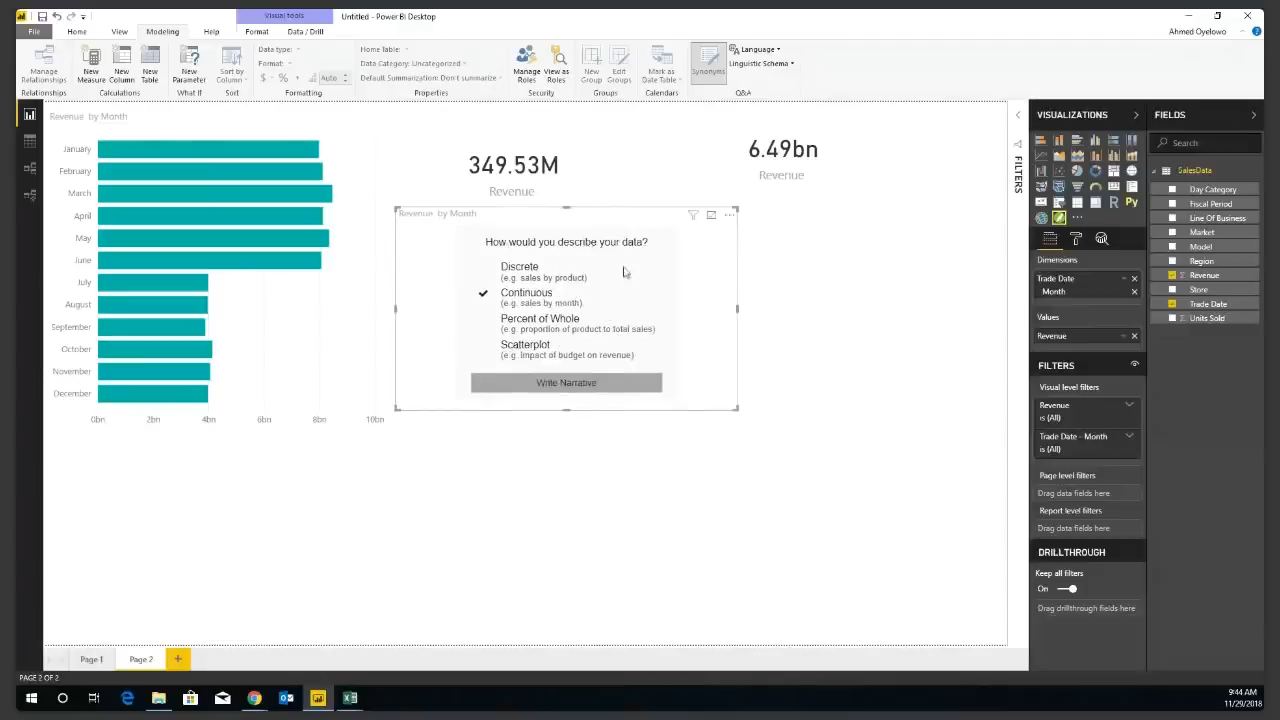 Visual tools
Untitled - Power BI Desktop
File
Home
View
Modeling
Help
Format
Data / Drill
Ahmed Oyelowo
Manage Relationships
Relationships
New Measure
New Column
New Table
Calculations
New Parameter
What If
Sort by Column
Sort
Data type:
Format:
$
%
Auto
Formatting
Home Table:
Data Category: Uncategorized
Default Summarization: Don't summarize
Properties
Manage Roles
View as Roles
Security
New Group
Edit Groups
Groups
Mark as Date Table
Calendars
Synonyms
Language
Linguistic Schema
Q&A
Revenue by Month
January
February
March
April
May
June
July
August
September
October
November
December
0bn 2bn 4bn 6bn 8bn 10bn
349.53M
Revenue
6.49bn
Revenue
Revenue by Month
How would you describe your data?
Discrete
(e.g. sales by product)
Continuous
(e.g. sales by month)
Percent of Whole
(e.g. proportion of product to total sales)
Scatterplot
(e.g. impact of budget on revenue)
Write Narrative
FILTERS
VISUALIZATIONS
R
Py
Dimensions
Trade Date
Month
Values
Revenue
FILTERS
Visual level filters
Revenue
is (All)
Trade Date - Month
is (All)
Page level filters
Drag data fields here
Report level filters
Drag data fields here
DRILLTHROUGH
Keep all filters
On
Drag drillthrough fields here
FIELDS
Search
SalesData
Day Category
Fiscal Period
Line Of Business
Market
Model
Region
Revenue
Store
Trade Date
Units Sold
Page 1
Page 2
PAGE 2 OF 2
9:44 AM
11/29/2018